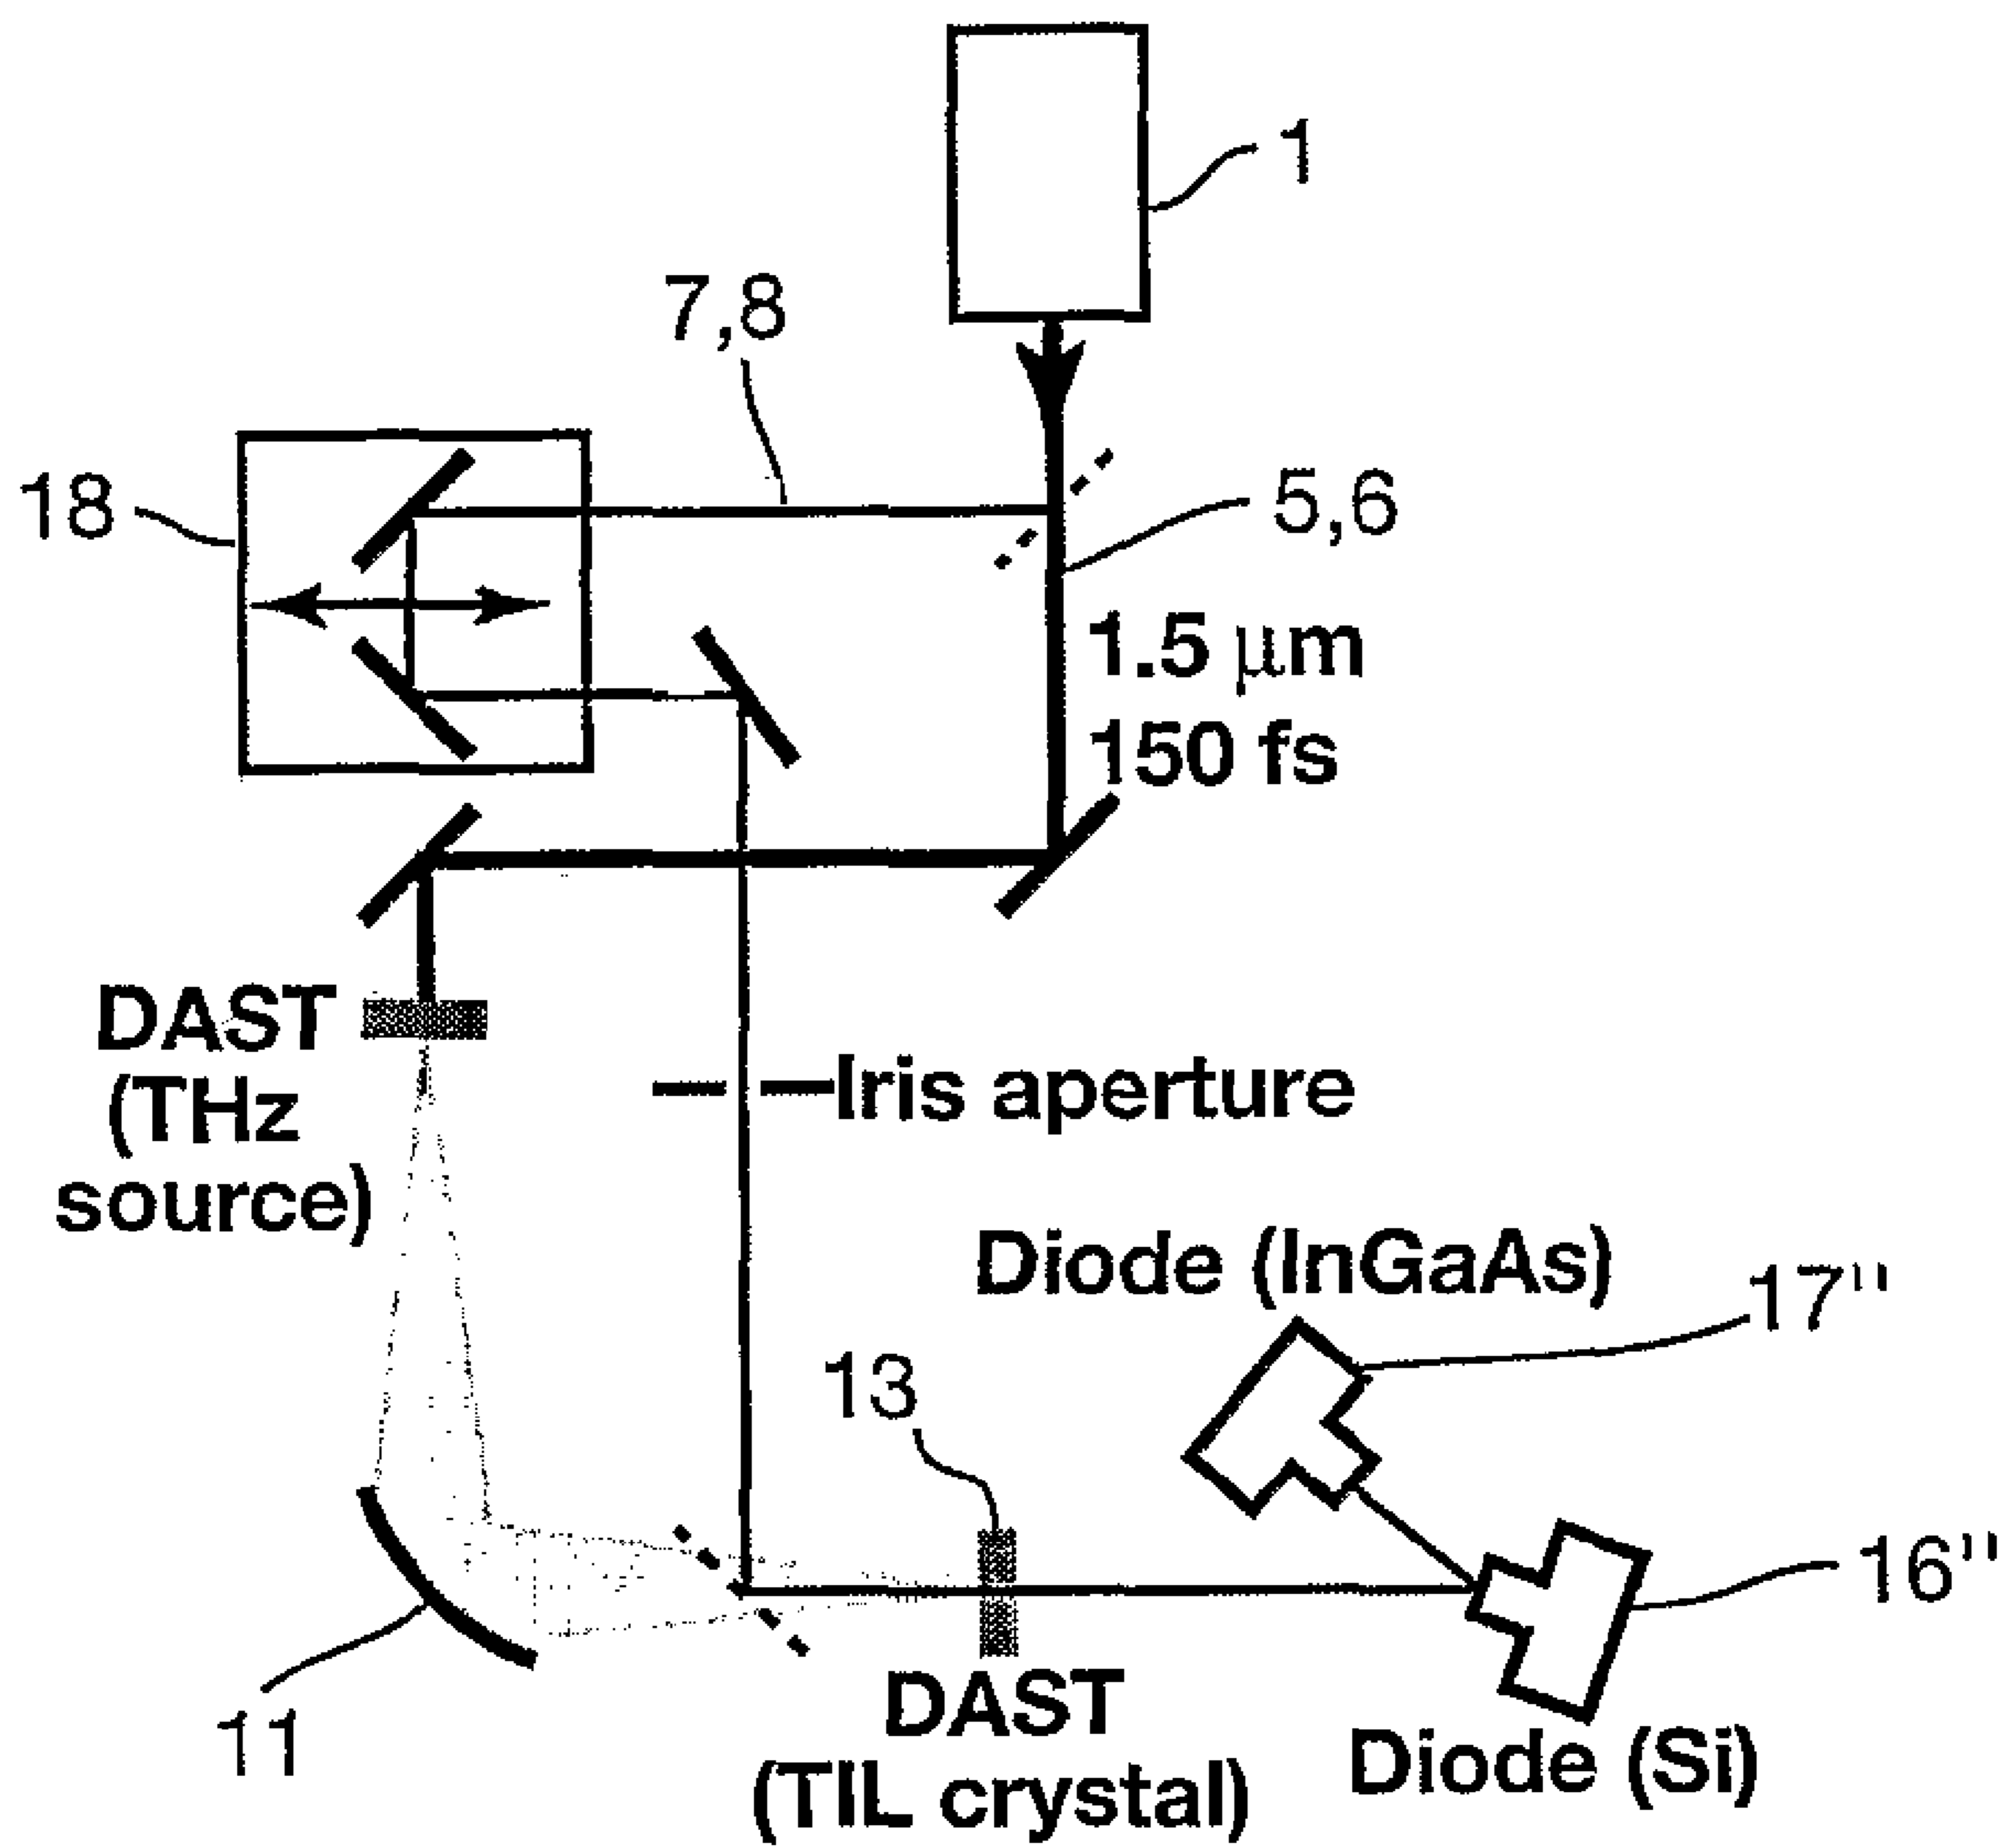 1
7,8
18
5,6
1.5 µm
150 fs
DAST
(THz
source)
Iris aperture
Diode (InGaAs)
17"
13
16"
11
DAST
(TIL crystal)
Diode (Si)